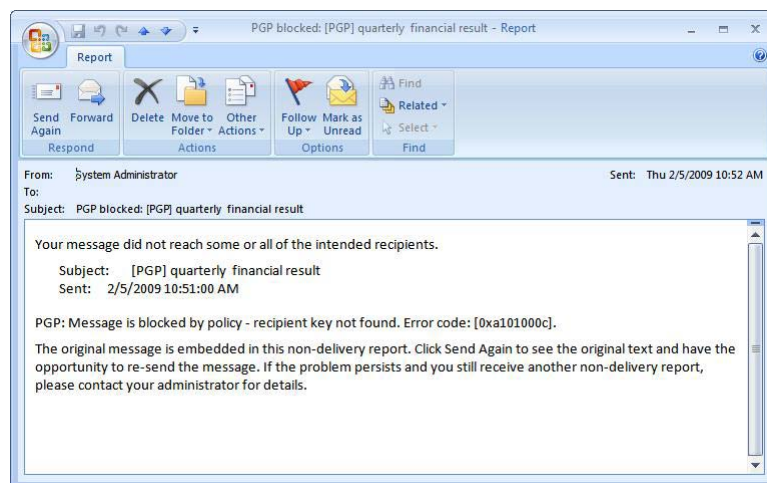 PGP blocked: [PGP] quarterly financial result - Report
Report
Send Again
Forward
Delete
Move to Folder
Other Actions
Follow Up
Mark as Unread
Find
Related
Select
Respond
Actions
Options
Find
From: System Administrator
Sent: Thu 2/5/2009 10:52 AM
To:
Subject: PGP blocked: [PGP] quarterly financial result
Your message did not reach some or all of the intended recipients.
Subject: [PGP] quarterly financial result
Sent: 2/5/2009 10:51:00 AM
PGP: Message is blocked by policy - recipient key not found. Error code: [0xa101000c].
The original message is embedded in this non-delivery report. Click Send Again to see the original text and have the
opportunity to re-send the message. If the problem persists and you still receive another non-delivery report,
please contact your administrator for details.